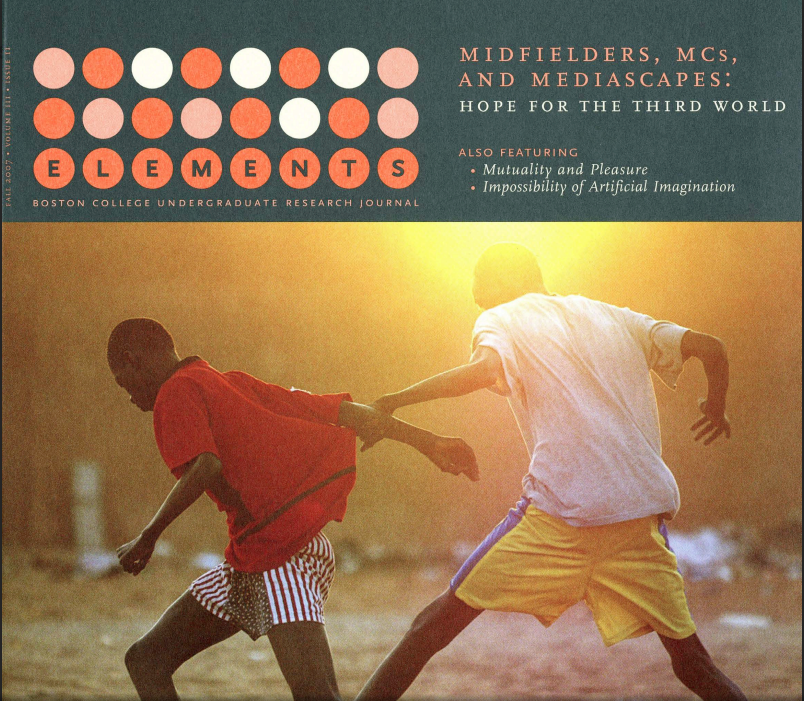 FALL 2007 • VOLUME III • ISSUE II
ELEMENTS
BOSTON COLLEGE UNDERGRADUATE RESEARCH JOURNAL
MIDFIELDERS, MCs,
AND MEDIASCAPES:
HOPE FOR THE THIRD WORLD
ALSO FEATURING
• Mutuality and Pleasure
• Impossibility of Artificial Imagination